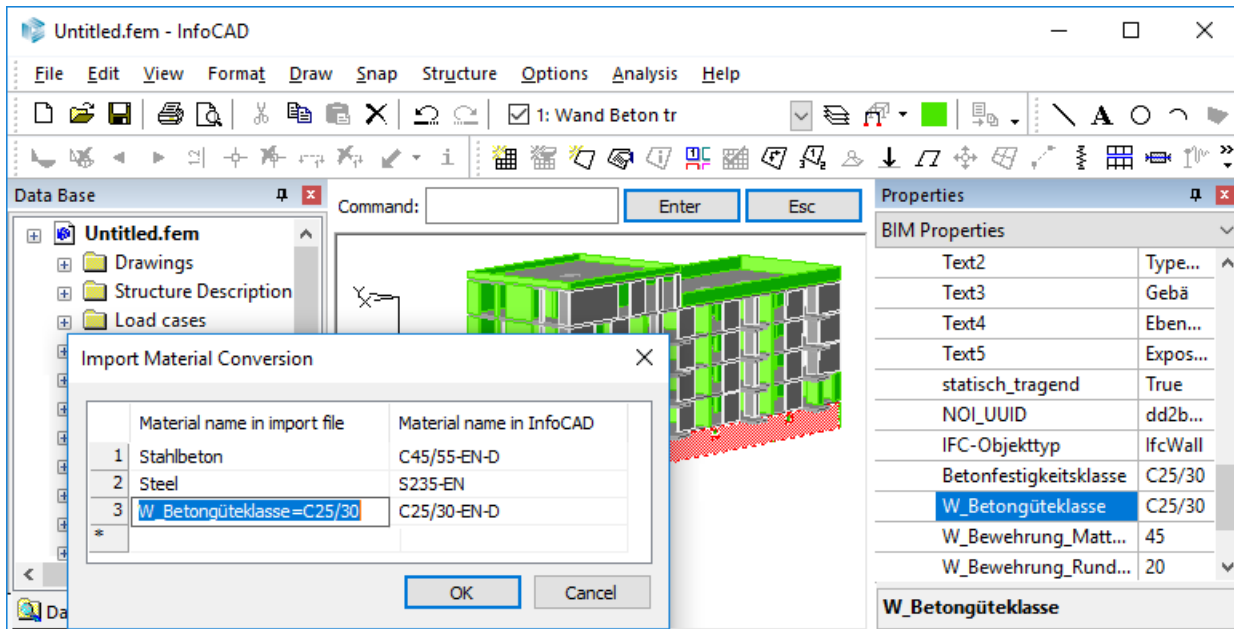 Untitled.fem - InfoCAD
File Edit View Format Draw Snap Structure Options Analysis Help
1: Wand Beton tr
Data Base
Untitled.fem
Drawings
Structure Description
Load cases
Command: Enter Esc
Properties
BIM Properties
Text2 Type...
Text3 Gebä
Text4 Eben...
Text5 Expos...
statisch_tragend True
NOI_UUID dd2b...
IFC-Objekttyp IfcWall
Betonfestigkeitsklasse C25/30
W_Betongüteklasse C25/30
W_Bewehrung_Matt... 45
W_Bewehrung_Rund... 20
W_Betongüteklasse
Import Material Conversion
Material name in import file Material name in InfoCAD
1 Stahlbeton C45/55-EN-D
2 Steel S235-EN
3 W_Betongüteklasse=C25/30 C25/30-EN-D
*
OK Cancel
Da